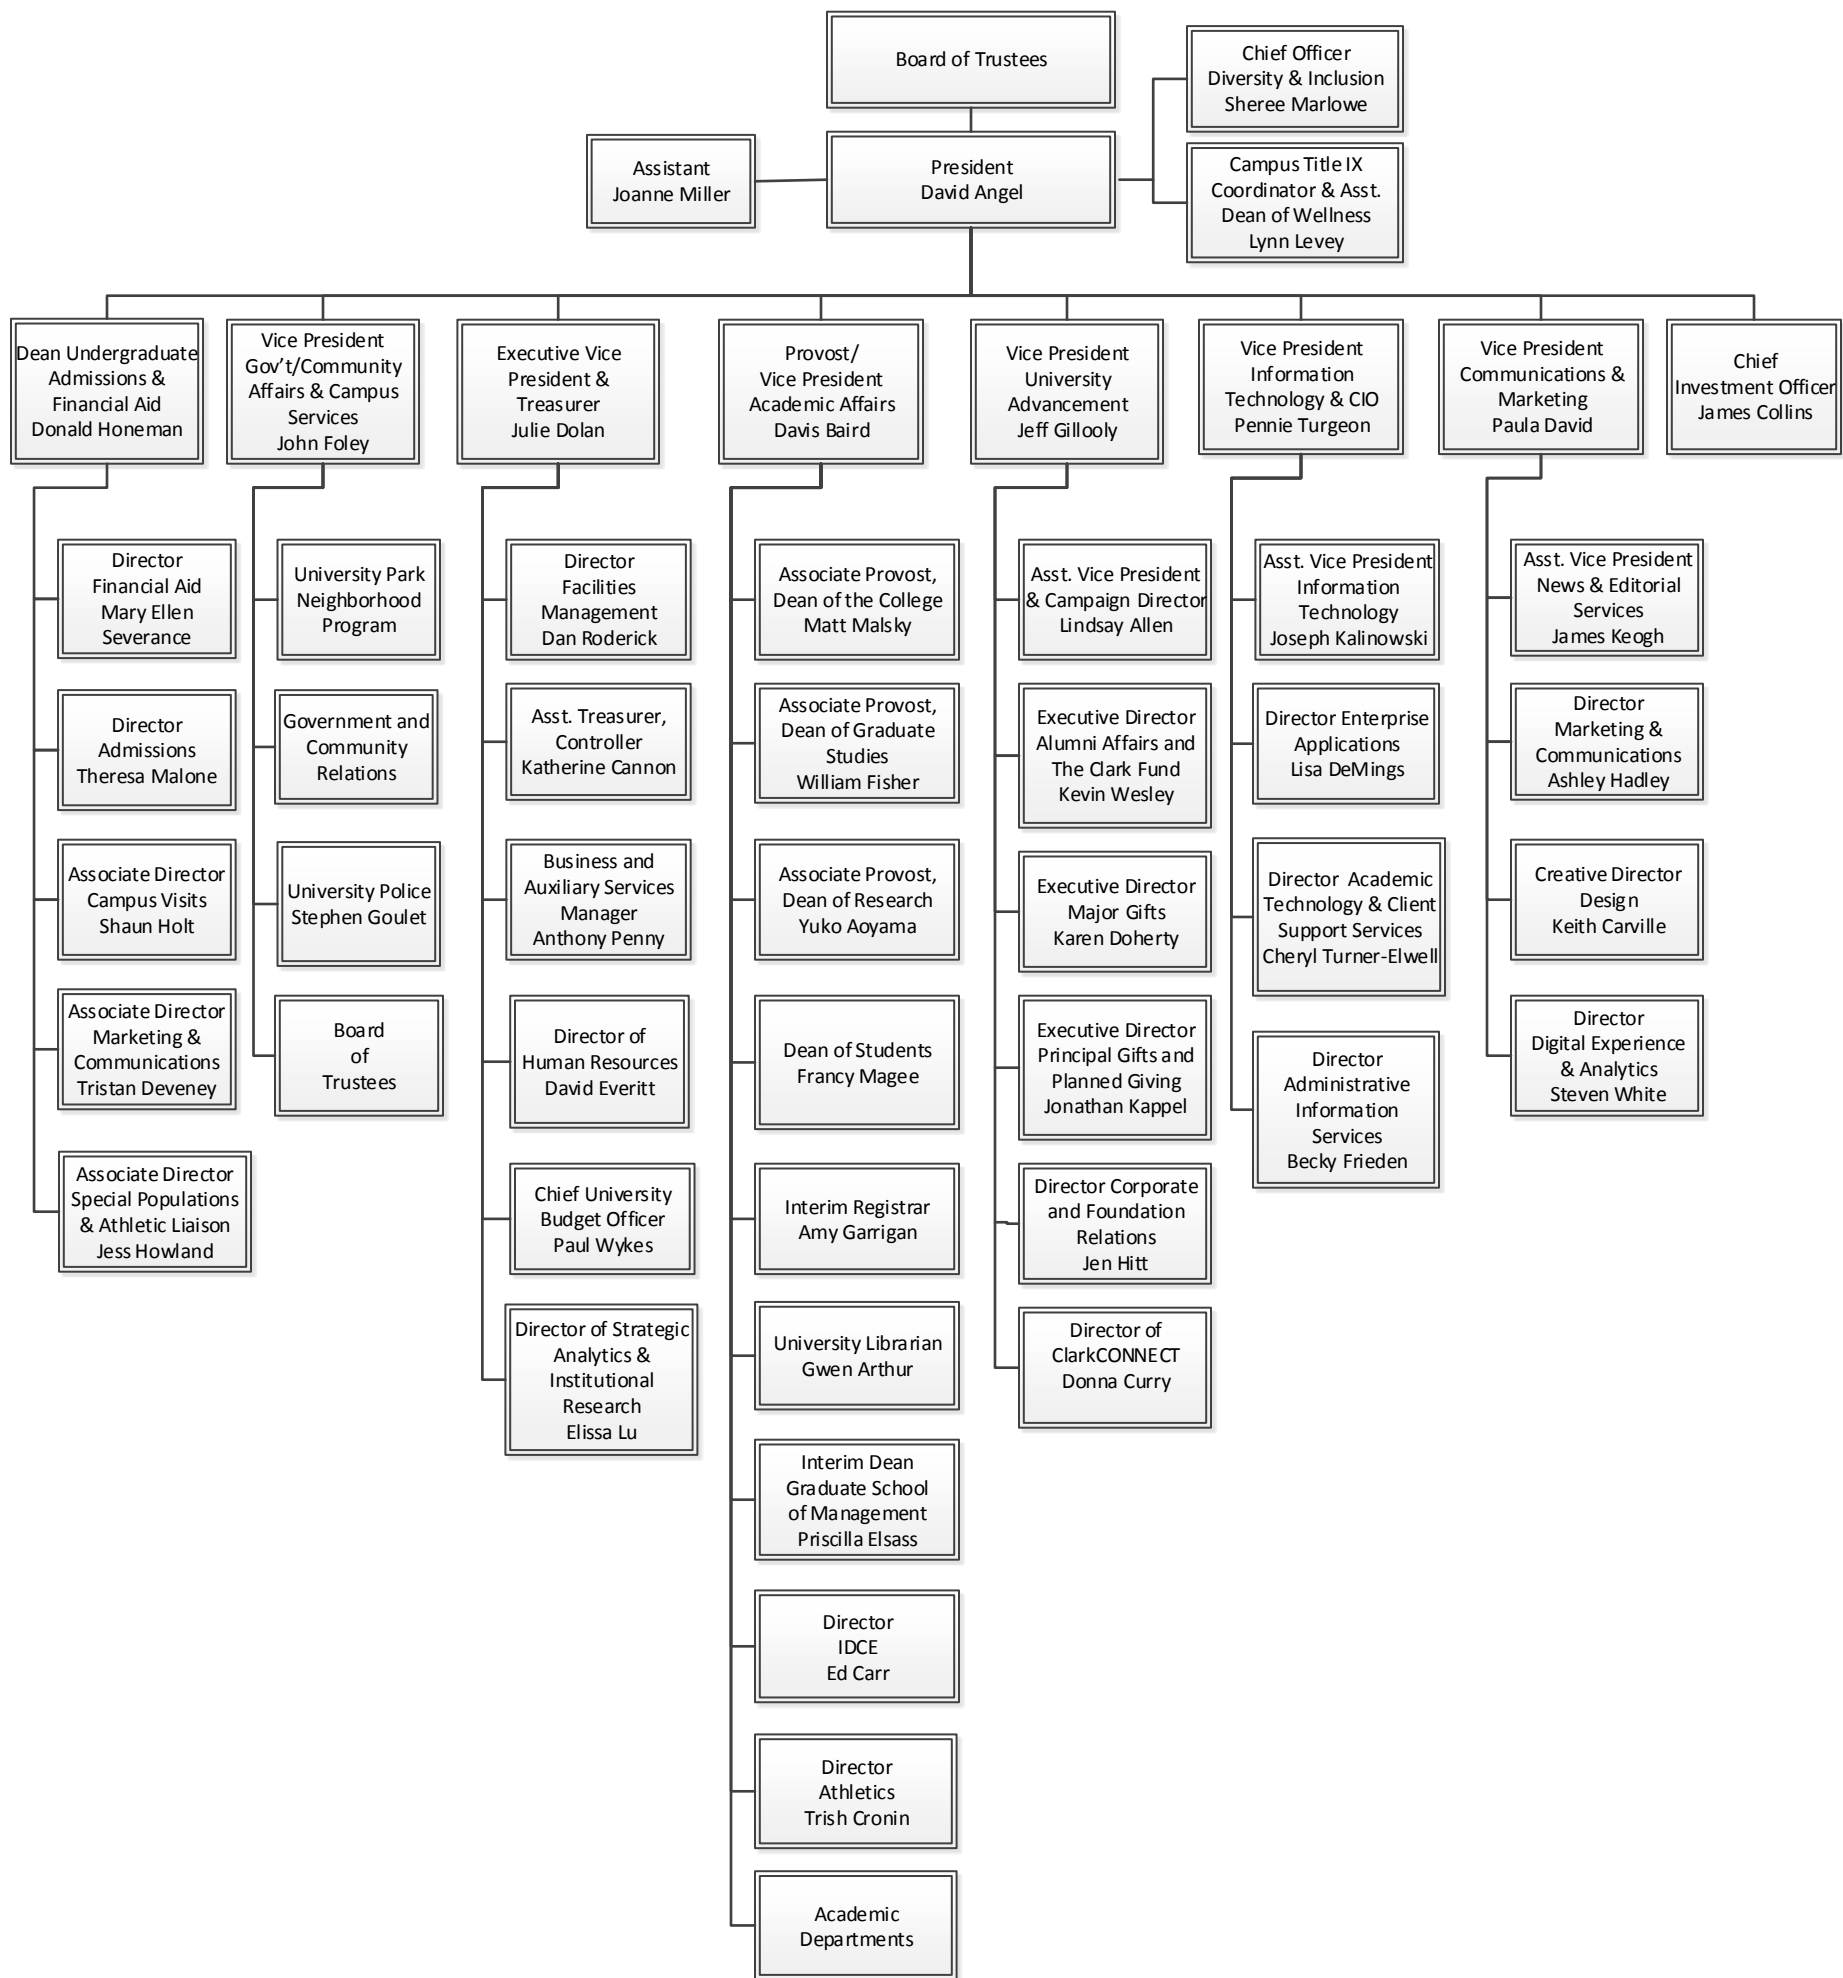 Board of Trustees
Chief Officer
Diversity & Inclusion
Sheree Marlowe
Assistant
Joanne Miller
President
David Angel
Campus Title IX
Coordinator & Asst.
Dean of Wellness
Lynn Levey
Dean Undergraduate
Admissions &
Financial Aid
Donald Honeman
Vice President
Gov't/Community
Affairs & Campus
Services
John Foley
Executive Vice
President &
Treasurer
Julie Dolan
Provost/
Vice President
Academic Affairs
Davis Baird
Vice President
University
Advancement
Jeff Gillooly
Vice President
Information
Technology & CIO
Pennie Turgeon
Vice President
Communications &
Marketing
Paula David
Chief
Investment Officer
James Collins
Director
Financial Aid
Mary Ellen
Severance
Director
Admissions
Theresa Malone
Associate Director
Campus Visits
Shaun Holt
Associate Director
Marketing &
Communications
Tristan Deveney
Associate Director
Special Populations
& Athletic Liaison
Jess Howland
University Park
Neighborhood
Program
Government and
Community
Relations
University Police
Stephen Goulet
Board
of
Trustees
Director
Facilities
Management
Dan Roderick
Asst. Treasurer,
Controller
Katherine Cannon
Business and
Auxiliary Services
Manager
Anthony Penny
Director of
Human Resources
David Everitt
Chief University
Budget Officer
Paul Wykes
Director of Strategic
Analytics &
Institutional
Research
Elissa Lu
Associate Provost,
Dean of the College
Matt Malsky
Associate Provost,
Dean of Graduate
Studies
William Fisher
Associate Provost,
Dean of Research
Yuko Aoyama
Dean of Students
Francy Magee
Interim Registrar
Amy Garrigan
University Librarian
Gwen Arthur
Interim Dean
Graduate School
of Management
Priscilla Elsass
Director
IDCE
Ed Carr
Director
Athletics
Trish Cronin
Academic
Departments
Asst. Vice President
& Campaign Director
Lindsay Allen
Executive Director
Alumni Affairs and
The Clark Fund
Kevin Wesley
Executive Director
Major Gifts
Karen Doherty
Executive Director
Principal Gifts and
Planned Giving
Jonathan Kappel
Director Corporate
and Foundation
Relations
Jen Hitt
Director of
ClarkCONNECT
Donna Curry
Asst. Vice President
Information
Technology
Joseph Kalinowski
Director Enterprise
Applications
Lisa DeMings
Director Academic
Technology & Client
Support Services
Cheryl Turner-Elwell
Director
Administrative
Information
Services
Becky Frieden
Asst. Vice President
News & Editorial
Services
James Keogh
Director
Marketing &
Communications
Ashley Hadley
Creative Director
Design
Keith Carville
Director
Digital Experience
& Analytics
Steven White